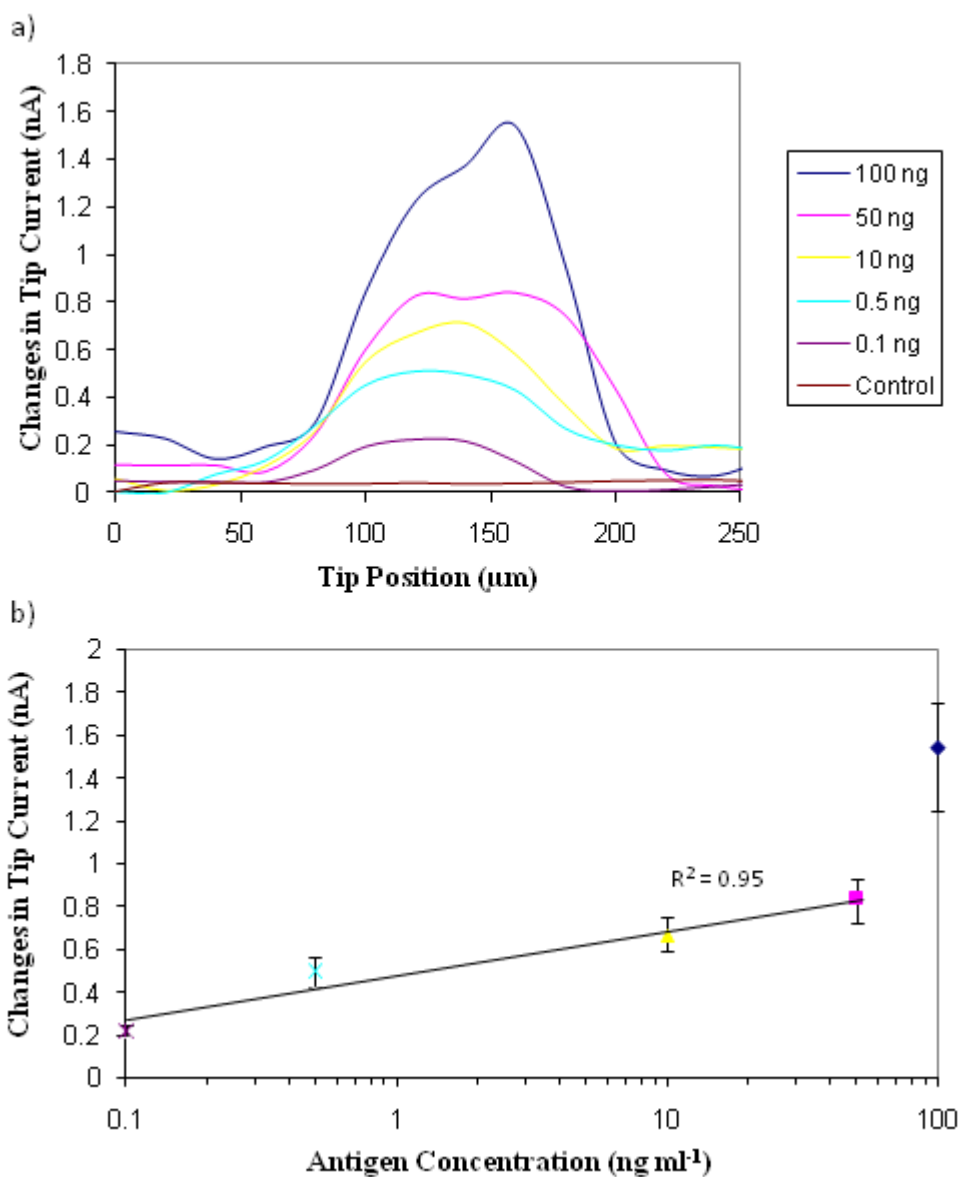 a)
Changes in Tip Current (nA)
1.8
1.6
1.4
1.2
1
0.8
0.6
0.4
0.2
0
0 50 100 150 200 250
Tip Position (µm)
100 ng
50 ng
10 ng
0.5 ng
0.1 ng
Control
b)
Changes in Tip Current (nA)
2
1.8
1.6
1.4
1.2
1
0.8
0.6
0.4
0.2
0
R² = 0.95
0.1 1 10 100
Antigen Concentration (ng ml⁻¹)